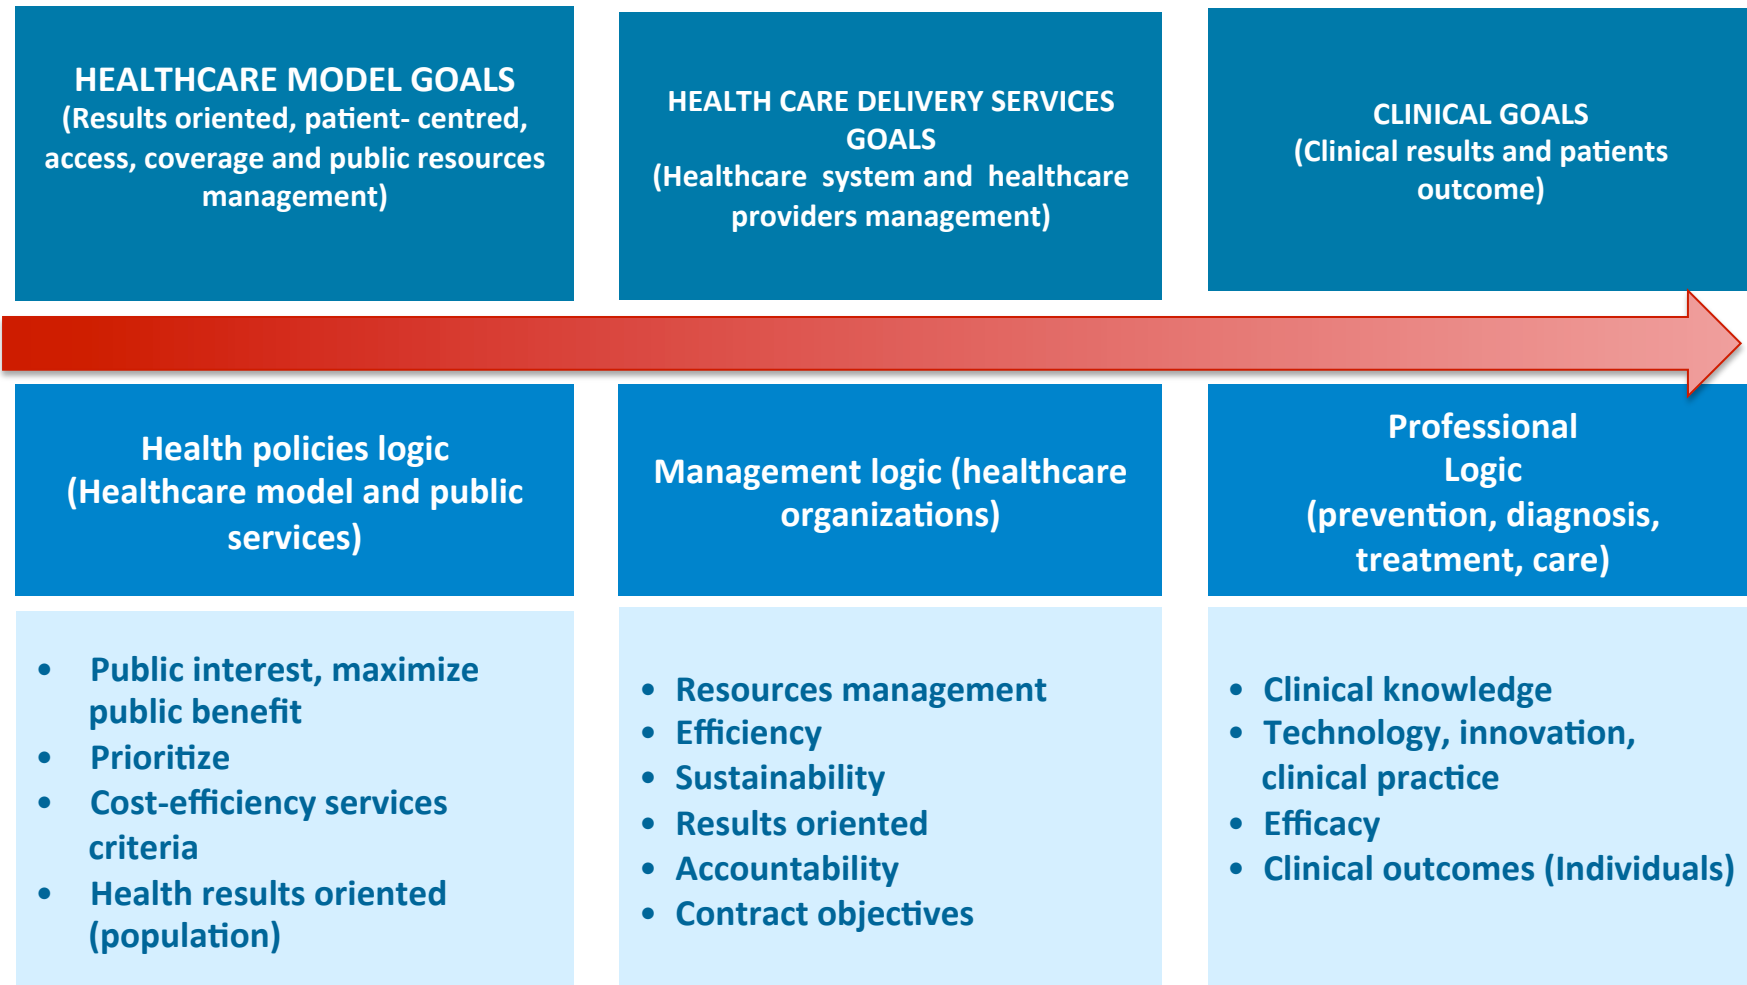 HEALTHCARE MODEL GOALS
(Results oriented, patient- centred,
access, coverage and public resources
management)
HEALTH CARE DELIVERY SERVICES
GOALS
(Healthcare system and healthcare
providers management)
CLINICAL GOALS
(Clinical results and patients
outcome)
Health policies logic
(Healthcare model and public
services)
Management logic (healthcare
organizations)
Professional
Logic
(prevention, diagnosis,
treatment, care)
• Public interest, maximize
public benefit
• Prioritize
• Cost-efficiency services
criteria
• Health results oriented
(population)
• Resources management
• Efficiency
• Sustainability
• Results oriented
• Accountability
• Contract objectives
• Clinical knowledge
• Technology, innovation,
clinical practice
• Efficacy
• Clinical outcomes (Individuals)